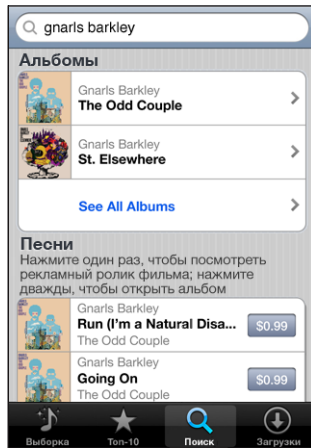 gnarls barkley
Альбомы
Gnarls Barkley
The Odd Couple
Gnarls Barkley
St. Elsewhere
See All Albums
Песни
Нажмите один раз, чтобы посмотреть
рекламный ролик фильма; нажмите
дважды, чтобы открыть альбом
Gnarls Barkley
Run (I'm a Natural Disa...
The Odd Couple
$0.99
Gnarls Barkley
Going On
The Odd Couple
$0.99
Выборка
Топ-10
Поиск
Загрузки